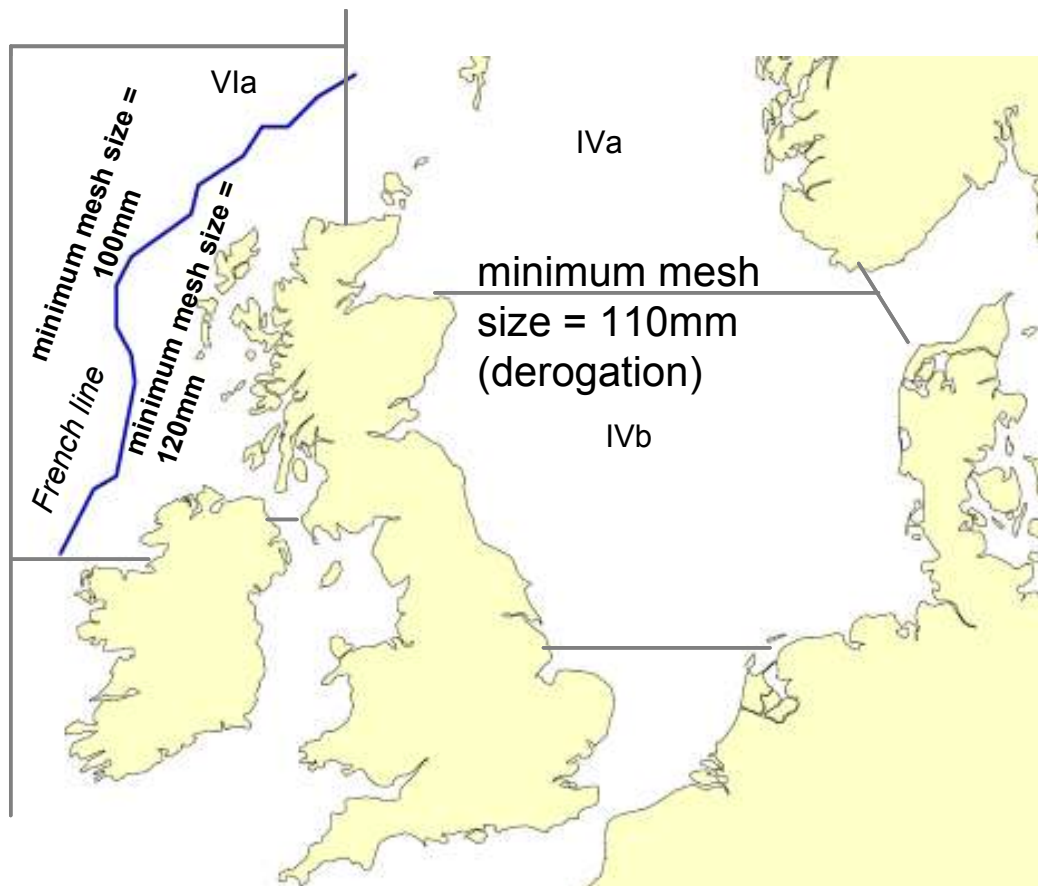 VIa
minimum mesh size =
100mm
minimum mesh size =
120mm
French line
IVa
minimum mesh
size = 110mm
(derogation)
IVb